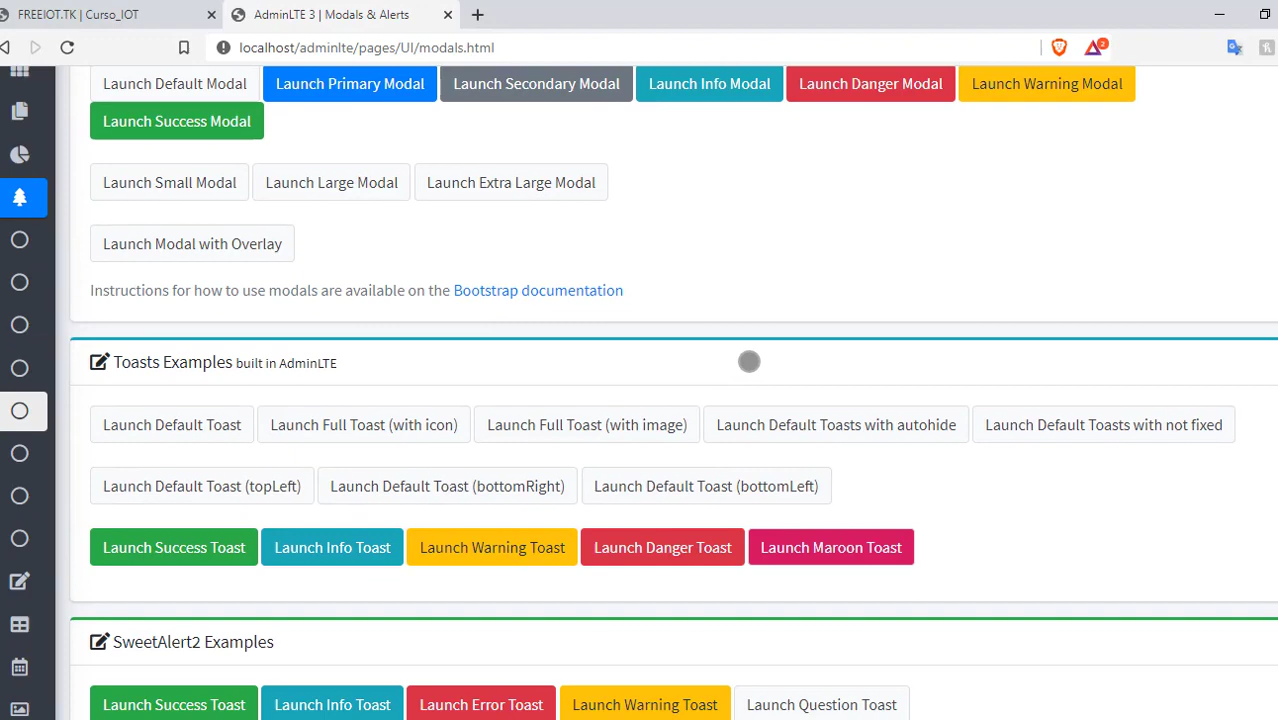 FREEIOT.TK | Curso_IOT
AdminLTE 3 | Modals & Alerts
localhost/adminlte/pages/UI/modals.html
2
Launch Default Modal Launch Primary Modal Launch Secondary Modal Launch Info Modal Launch Danger Modal Launch Warning Modal
Launch Success Modal
Launch Small Modal Launch Large Modal Launch Extra Large Modal
Launch Modal with Overlay
Instructions for how to use modals are available on the Bootstrap documentation
Toasts Examples built in AdminLTE
Launch Default Toast Launch Full Toast (with icon) Launch Full Toast (with image) Launch Default Toasts with autohide Launch Default Toasts with not fixed
Launch Default Toast (topLeft) Launch Default Toast (bottomRight) Launch Default Toast (bottomLeft)
Launch Success Toast Launch Info Toast Launch Warning Toast Launch Danger Toast Launch Maroon Toast
SweetAlert2 Examples
Launch Success Toast Launch Info Toast Launch Error Toast Launch Warning Toast Launch Question Toast